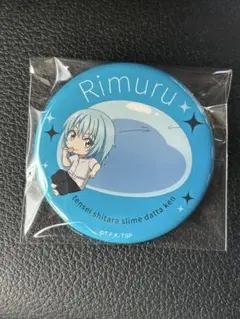 Rimuru
tensei shitara slime datta ken
©T,F,K/TSP